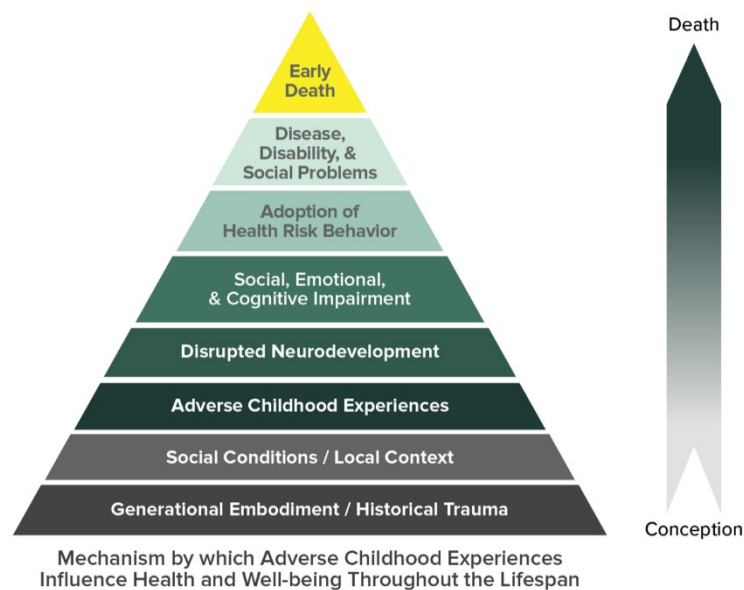 Death
Early
Death
Disease,
Disability, &
Social Problems
Adoption of
Health Risk Behavior
Social, Emotional,
& Cognitive Impairment
Disrupted Neurodevelopment
Adverse Childhood Experiences
Social Conditions / Local Context
Generational Embodiment / Historical Trauma
Conception
Mechanism by which Adverse Childhood Experiences
Influence Health and Well-being Throughout the Lifespan